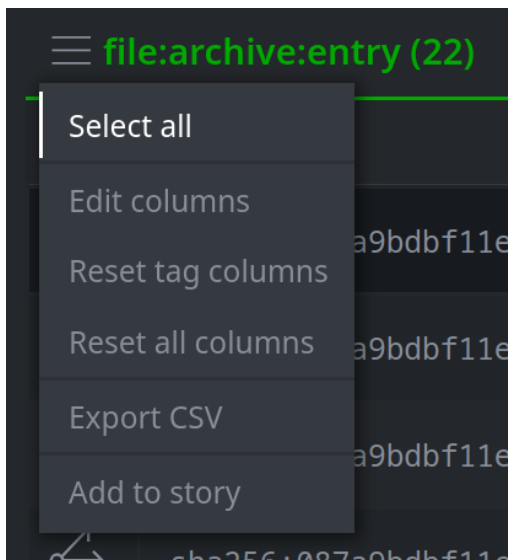 file:archive:entry (22)
Select all
Edit columns
a9bdbf11e
Reset tag columns
Reset all columns
a9bdbf11e
Export CSV
a9bdbf11e
Add to story